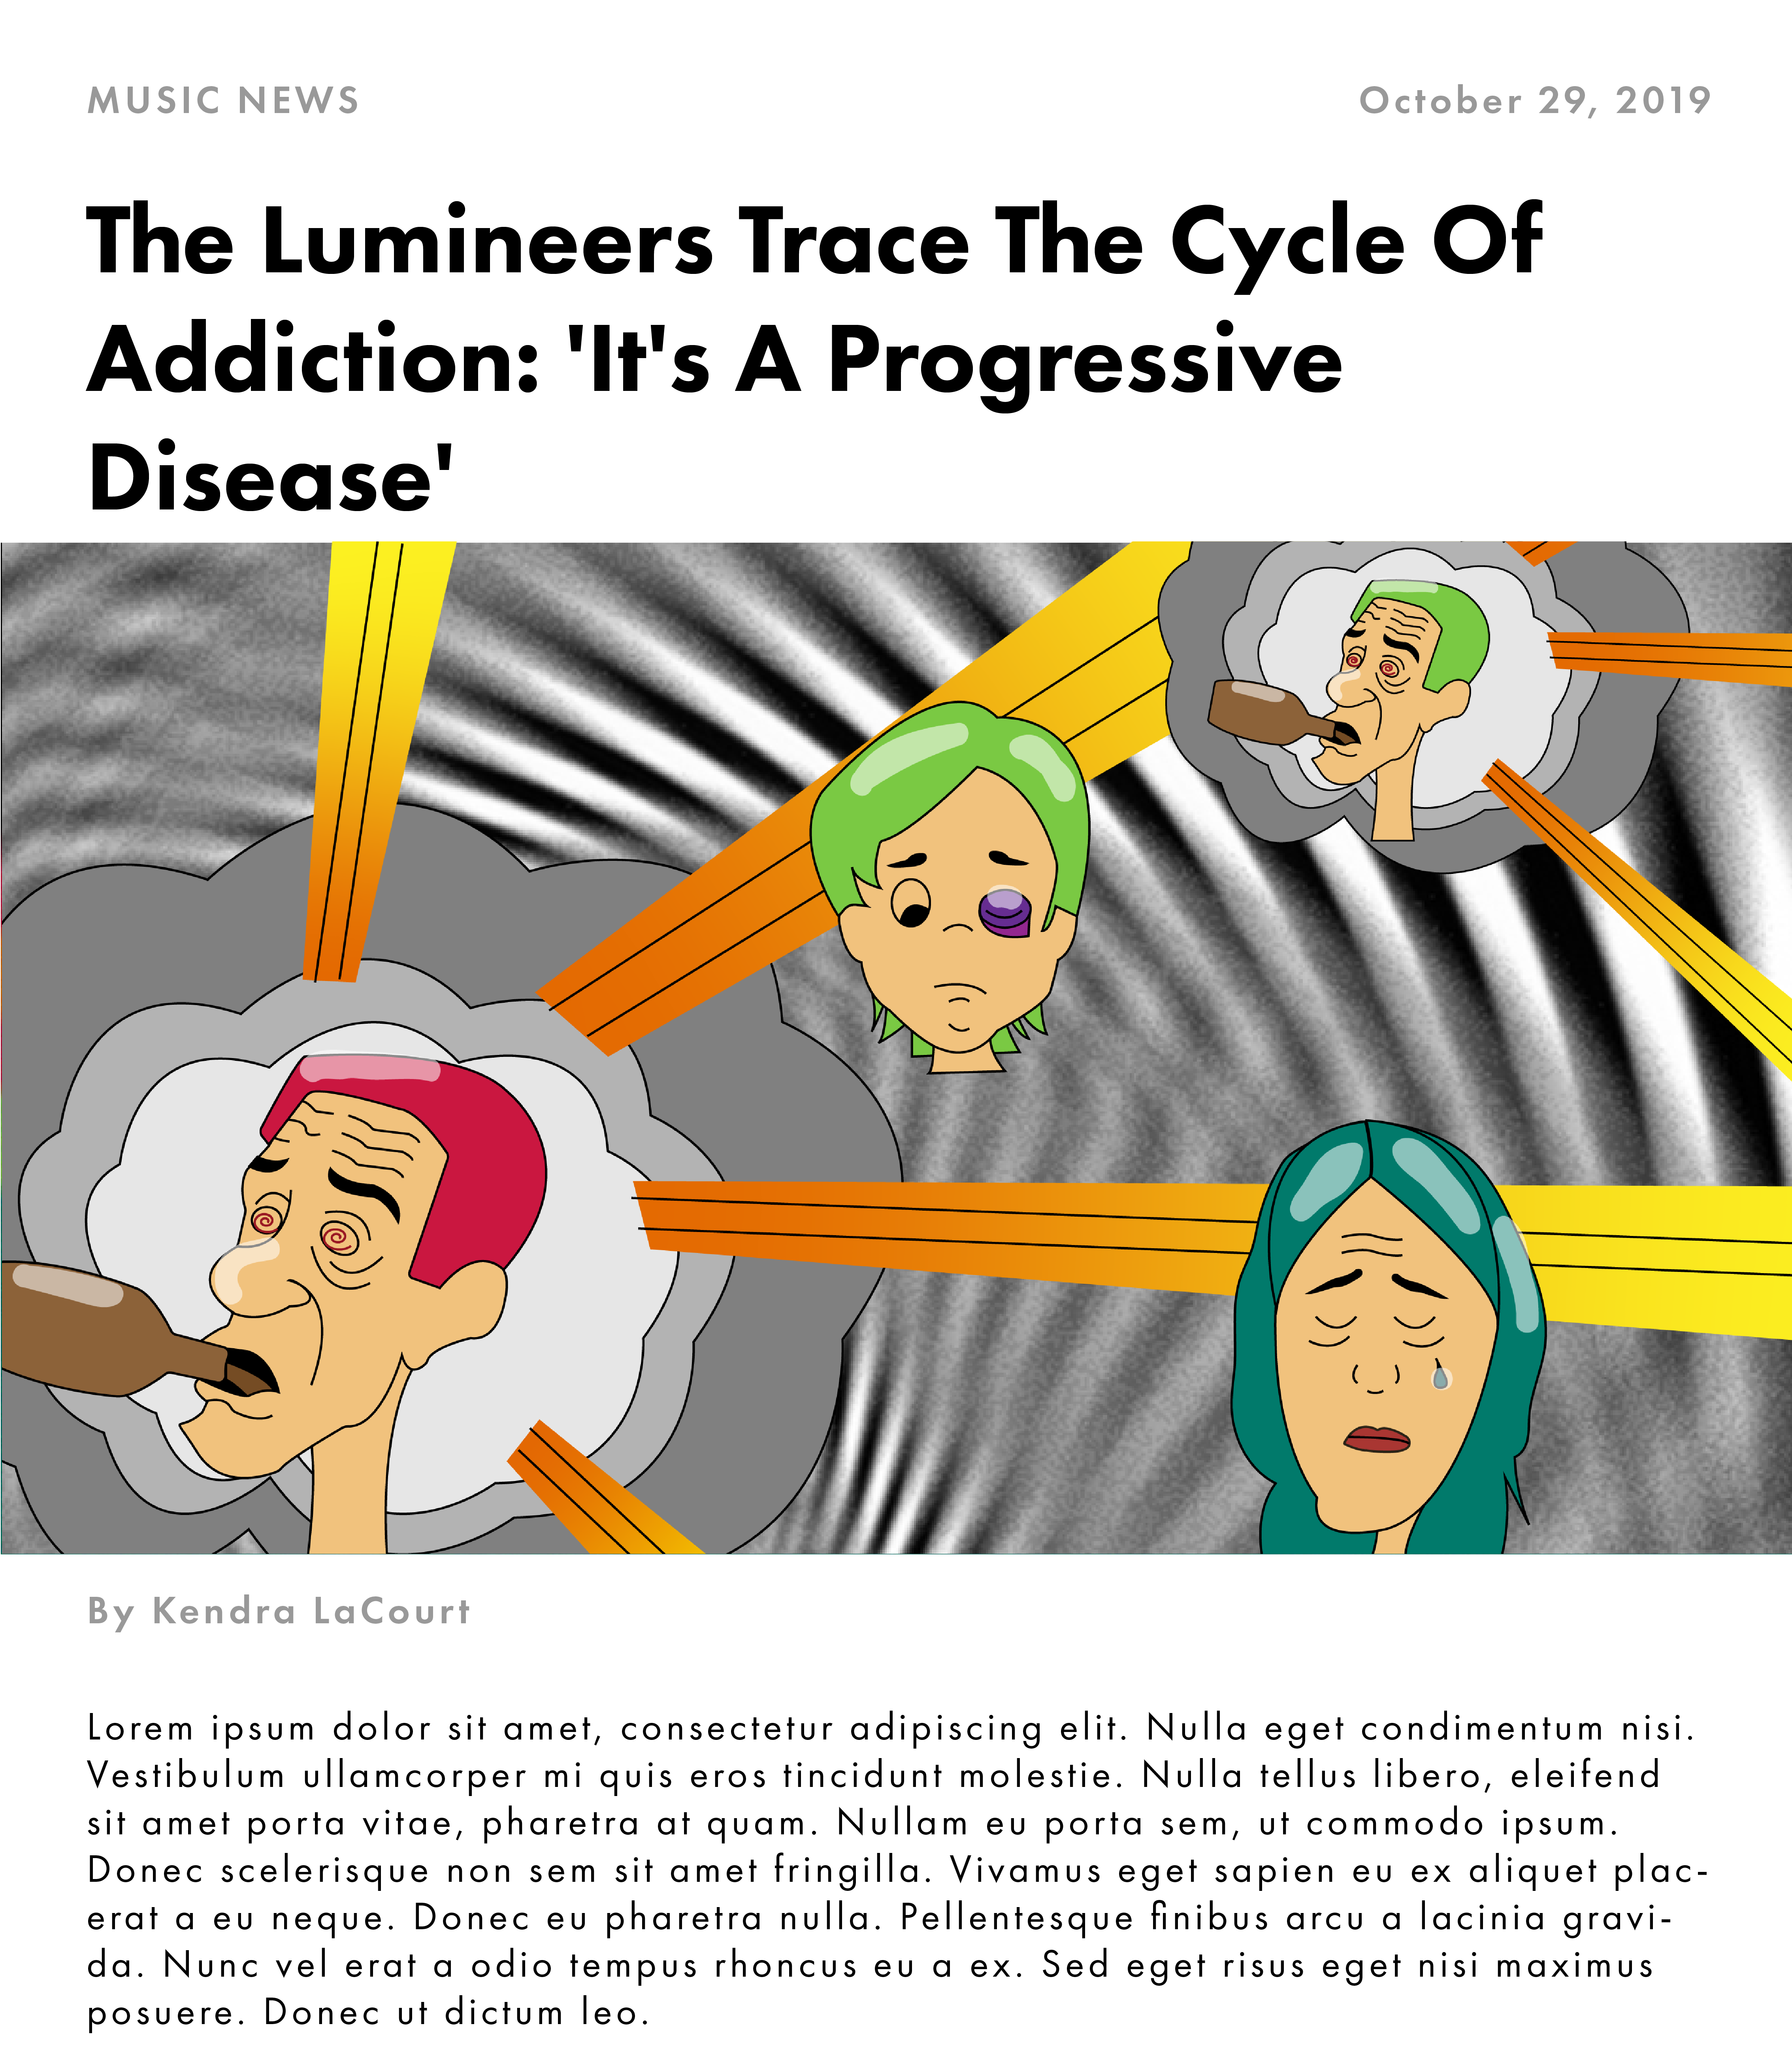 MUSIC NEWS
October 29, 2019
The Lumineers Trace The Cycle Of
Addiction: 'It's A Progressive
Disease'
By Kendra LaCourt
Lorem ipsum dolor sit amet, consectetur adipiscing elit. Nulla eget condimentum nisi.
Vestibulum ullamcorper mi quis eros tincidunt molestie. Nulla tellus libero, eleifend
sit amet porta vitae, pharetra at quam. Nullam eu porta sem, ut commodo ipsum.
Donec scelerisque non sem sit amet fringilla. Vivamus eget sapien eu ex aliquet plac-
erat a eu neque. Donec eu pharetra nulla. Pellentesque finibus arcu a lacinia gravi-
da. Nunc vel erat a odio tempus rhoncus eu a ex. Sed eget risus eget nisi maximus
posuere. Donec ut dictum leo.